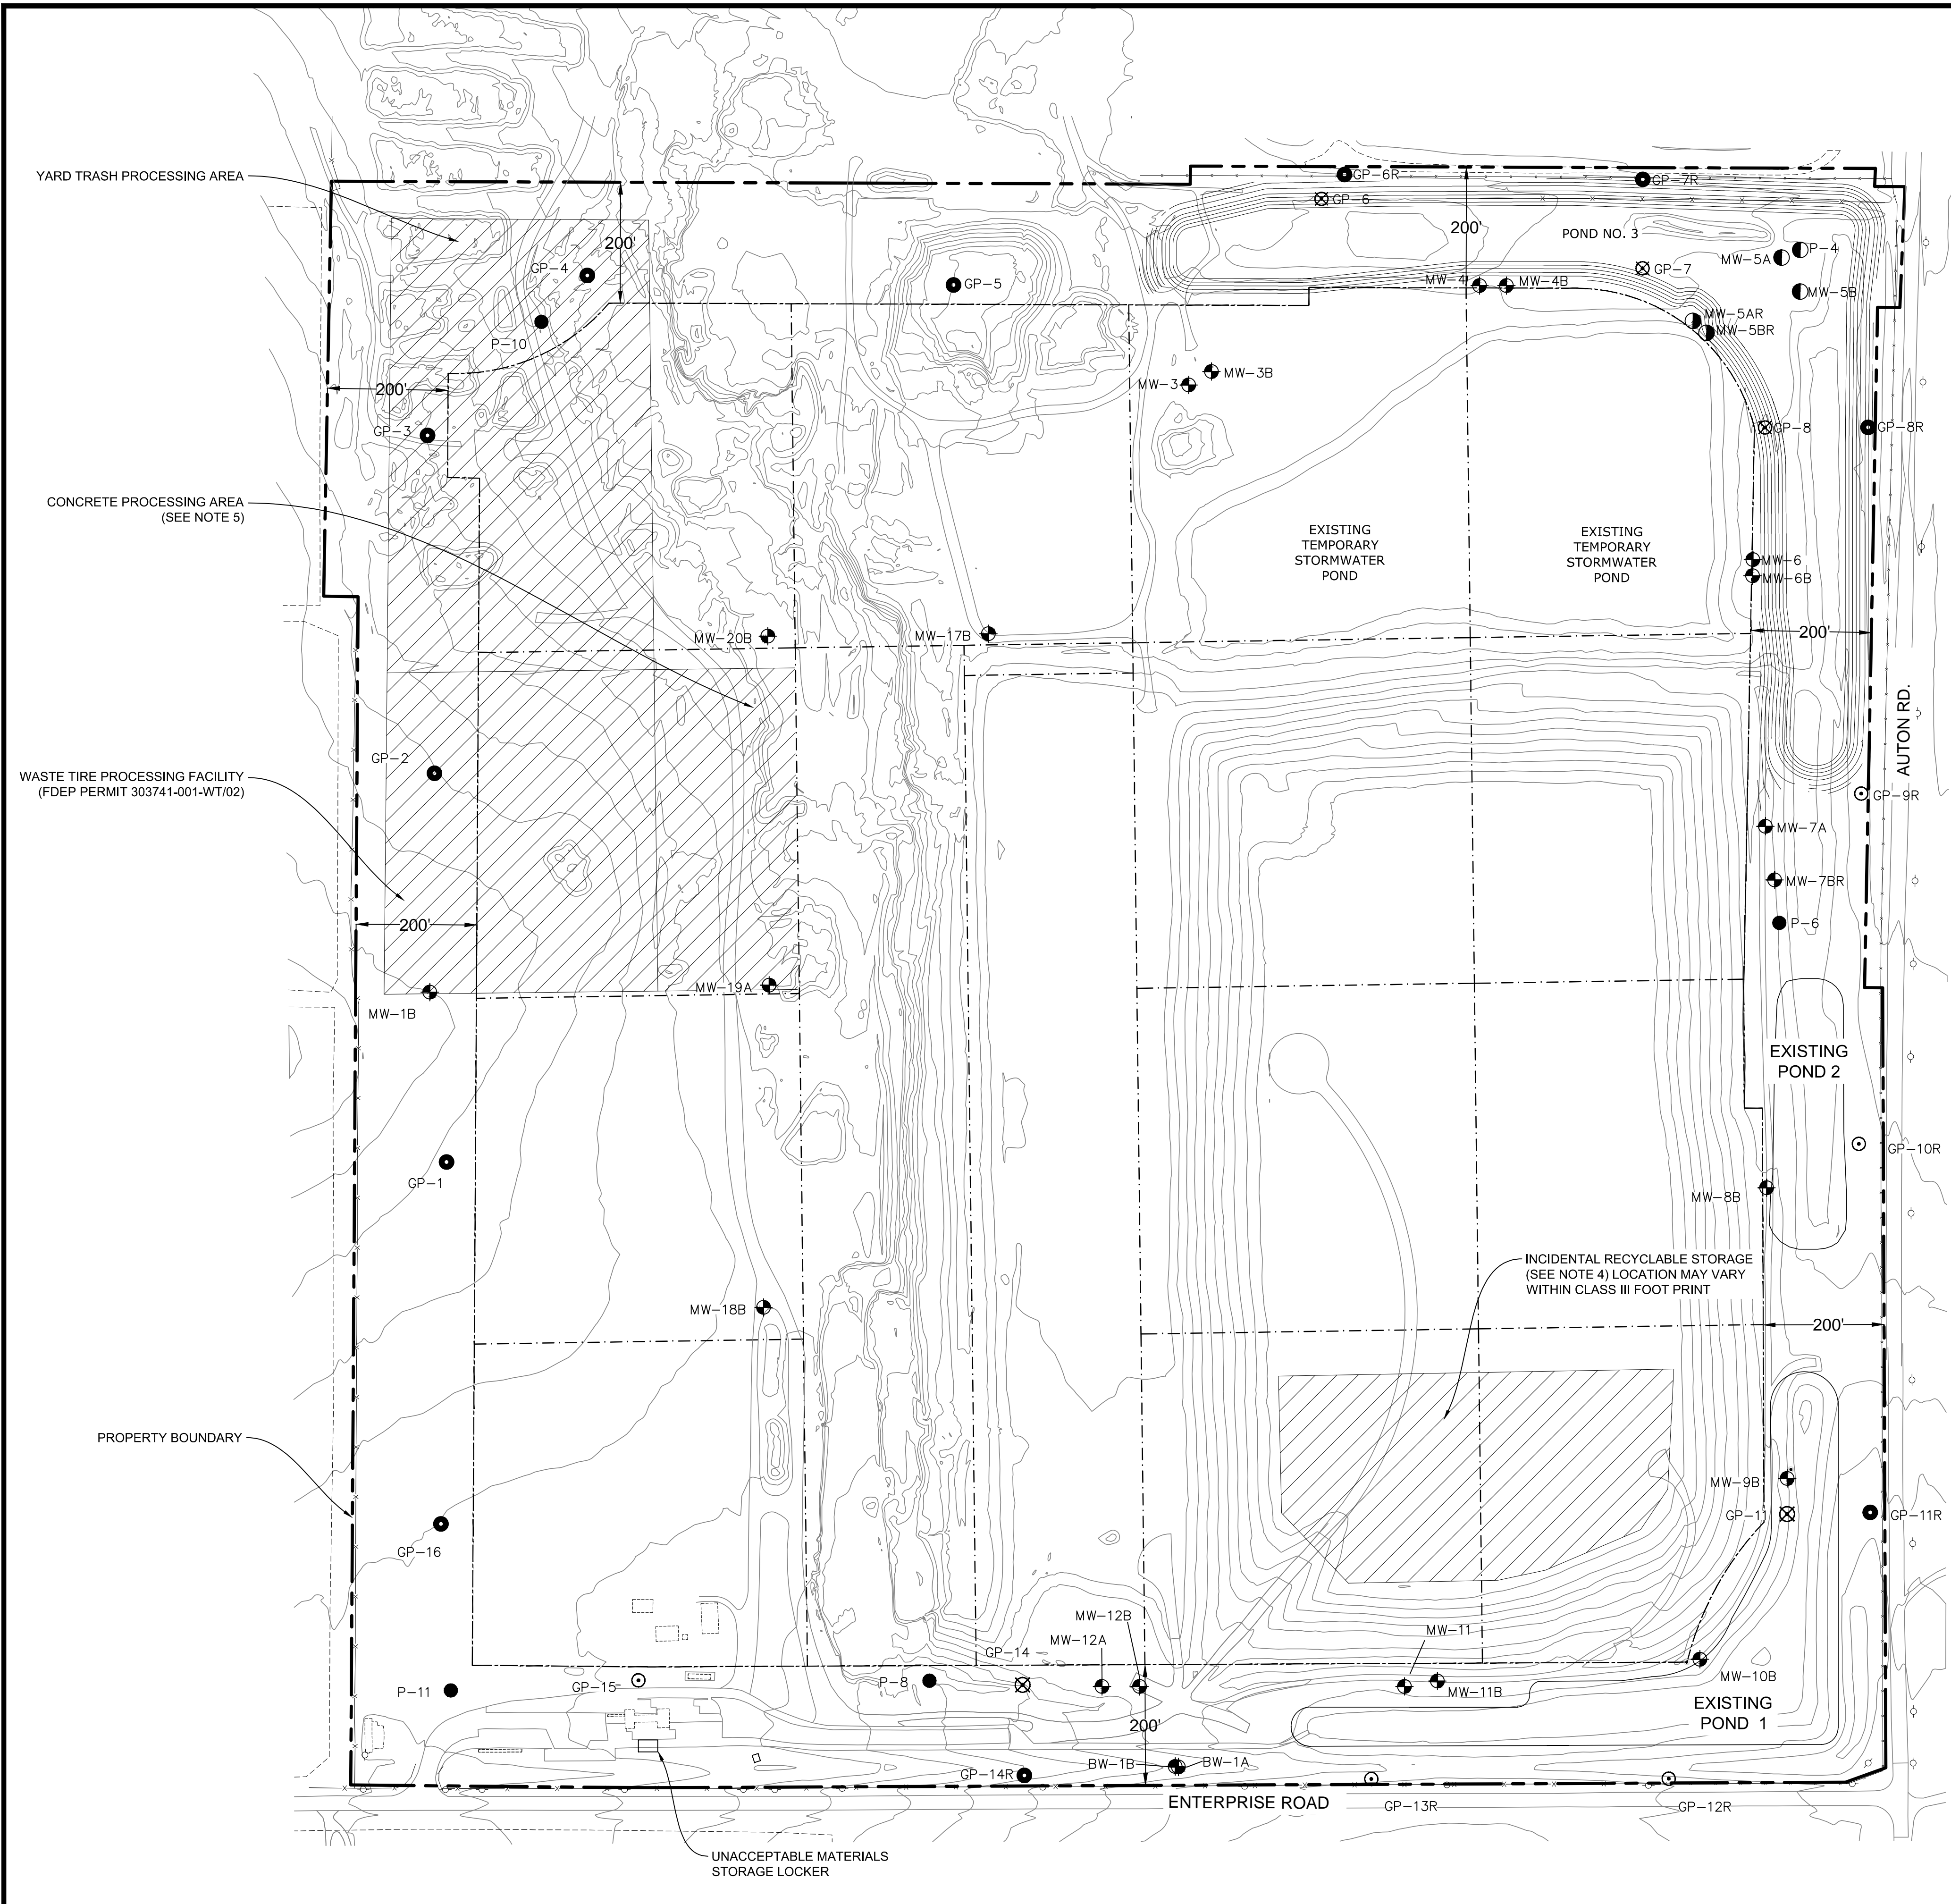 YARD TRASH PROCESSING AREA
GP-6R
GP-7R
GP-6
200'
200'
POND NO. 3
P-4
MW-5A
GP-4
GP-7
GP-5
MW-4
MW-4B
MW-5B
P-10
MW-5AR
MW-5BR
200'
MW-3B
MW-3
GP-3
GP-8
GP-8R
CONCRETE PROCESSING AREA
(SEE NOTE 5)
EXISTING
TEMPORARY
STORMWATER
POND
EXISTING
TEMPORARY
STORMWATER
POND
MW-6
MW-6B
MW-20B
MW-17B
200'
AUTON RD.
GP-2
WASTE TIRE PROCESSING FACILITY
(FDEP PERMIT 303741-001-WT/02)
GP-9R
MW-7A
MW-7BR
P-6
200'
MW-19A
MW-1B
EXISTING
POND 2
GP-10R
GP-1
MW-8B
INCIDENTAL RECYCLABLE STORAGE
(SEE NOTE 4) LOCATION MAY VARY
WITHIN CLASS III FOOT PRINT
MW-18B
200'
PROPERTY BOUNDARY
MW-9B
GP-11
GP-11R
GP-16
MW-12B
MW-12A
MW-11
GP-14
MW-10B
P-11
GP-15
P-8
MW-11B
EXISTING
POND 1
200'
BW-1B
BW-1A
GP-14R
ENTERPRISE ROAD
GP-13R
GP-12R
UNACCEPTABLE MATERIALS
STORAGE LOCKER